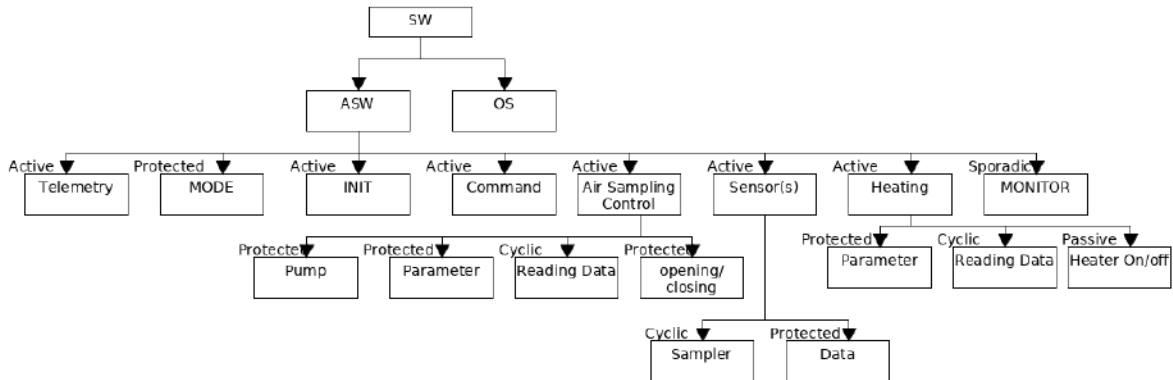 SW
ASW
OS
Active
Protected
Active
Active
Active
Active
Active
Sporadic
Telemetry
MODE
INIT
Command
Air Sampling
Control
Sensor(s)
Heating
MONITOR
Protected
Protected
Cyclic
Protected
Protected
Cyclic
Passive
Pump
Parameter
Reading Data
opening/
closing
Parameter
Reading Data
Heater On/off
Cyclic
Protected
Sampler
Data